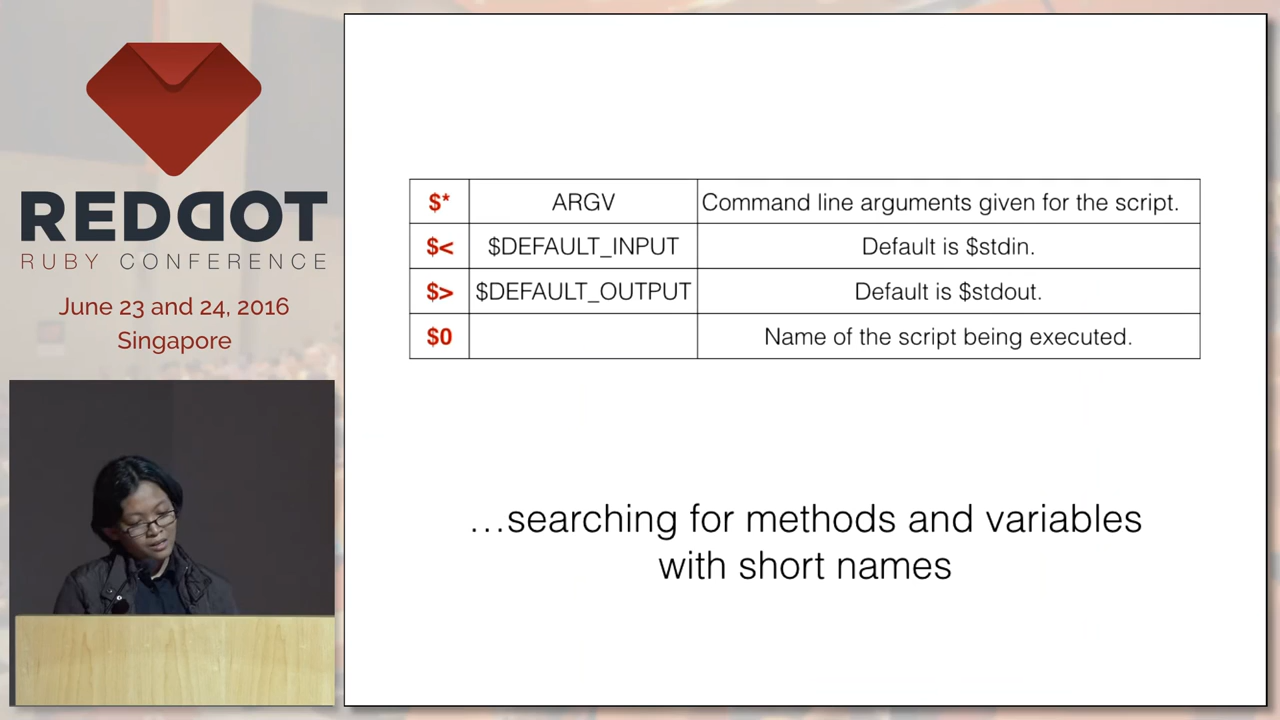 REDDOT
RUBY CONFERENCE
June 23 and 24, 2016
Singapore
$* ARGV Command line arguments given for the script.
$< $DEFAULT_INPUT Default is $stdin.
$> $DEFAULT_OUTPUT Default is $stdout.
$0 Name of the script being executed.
…searching for methods and variables
with short names